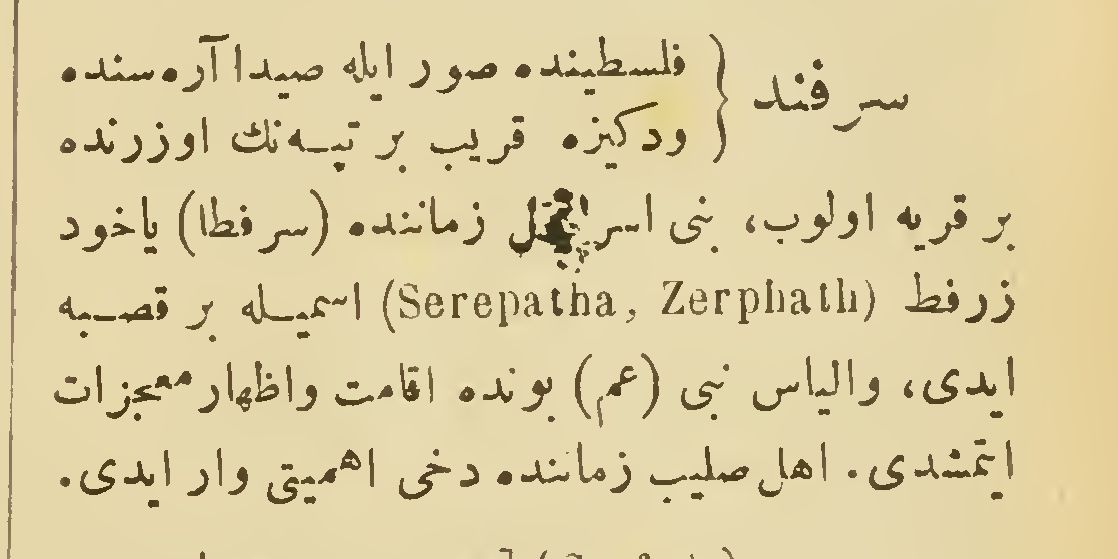 سرفند { فلسطینده صور ایله صیدا آره‌سنده
ودکیزه قریب بر تپه‌نك اوزرنده
بر قریه اولوب، بنی اسرائیل زماننده (سرفطا) یاخود
زرفط (Serepatha, Zerphath) اسمیله بر قصبه
ایدی، والیاس نبی (عم) بونده اقامت واظهار معجزات
ایتمشدی. اهل صلیب زماننده دخی اهمیتی وار ایدی.